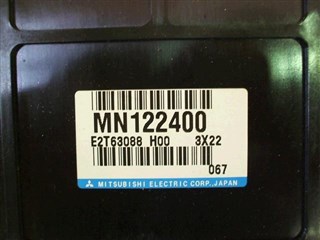 MN122400
E2T63088 H00 3X22
067
MITSUBISHI ELECTRIC CORP.,JAPAN